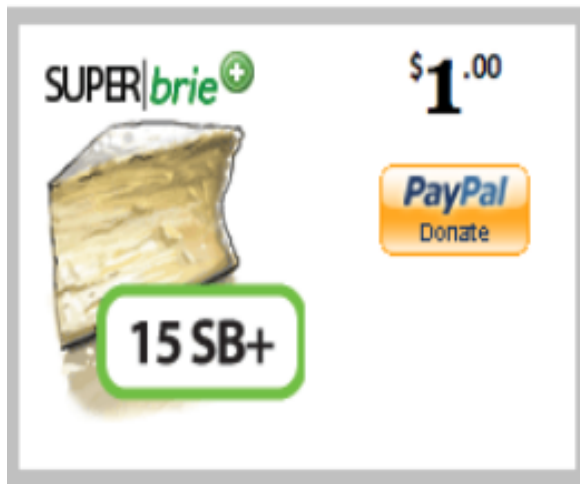 SUPER|brie+
$1.00
PayPal
Donate
15 SB+